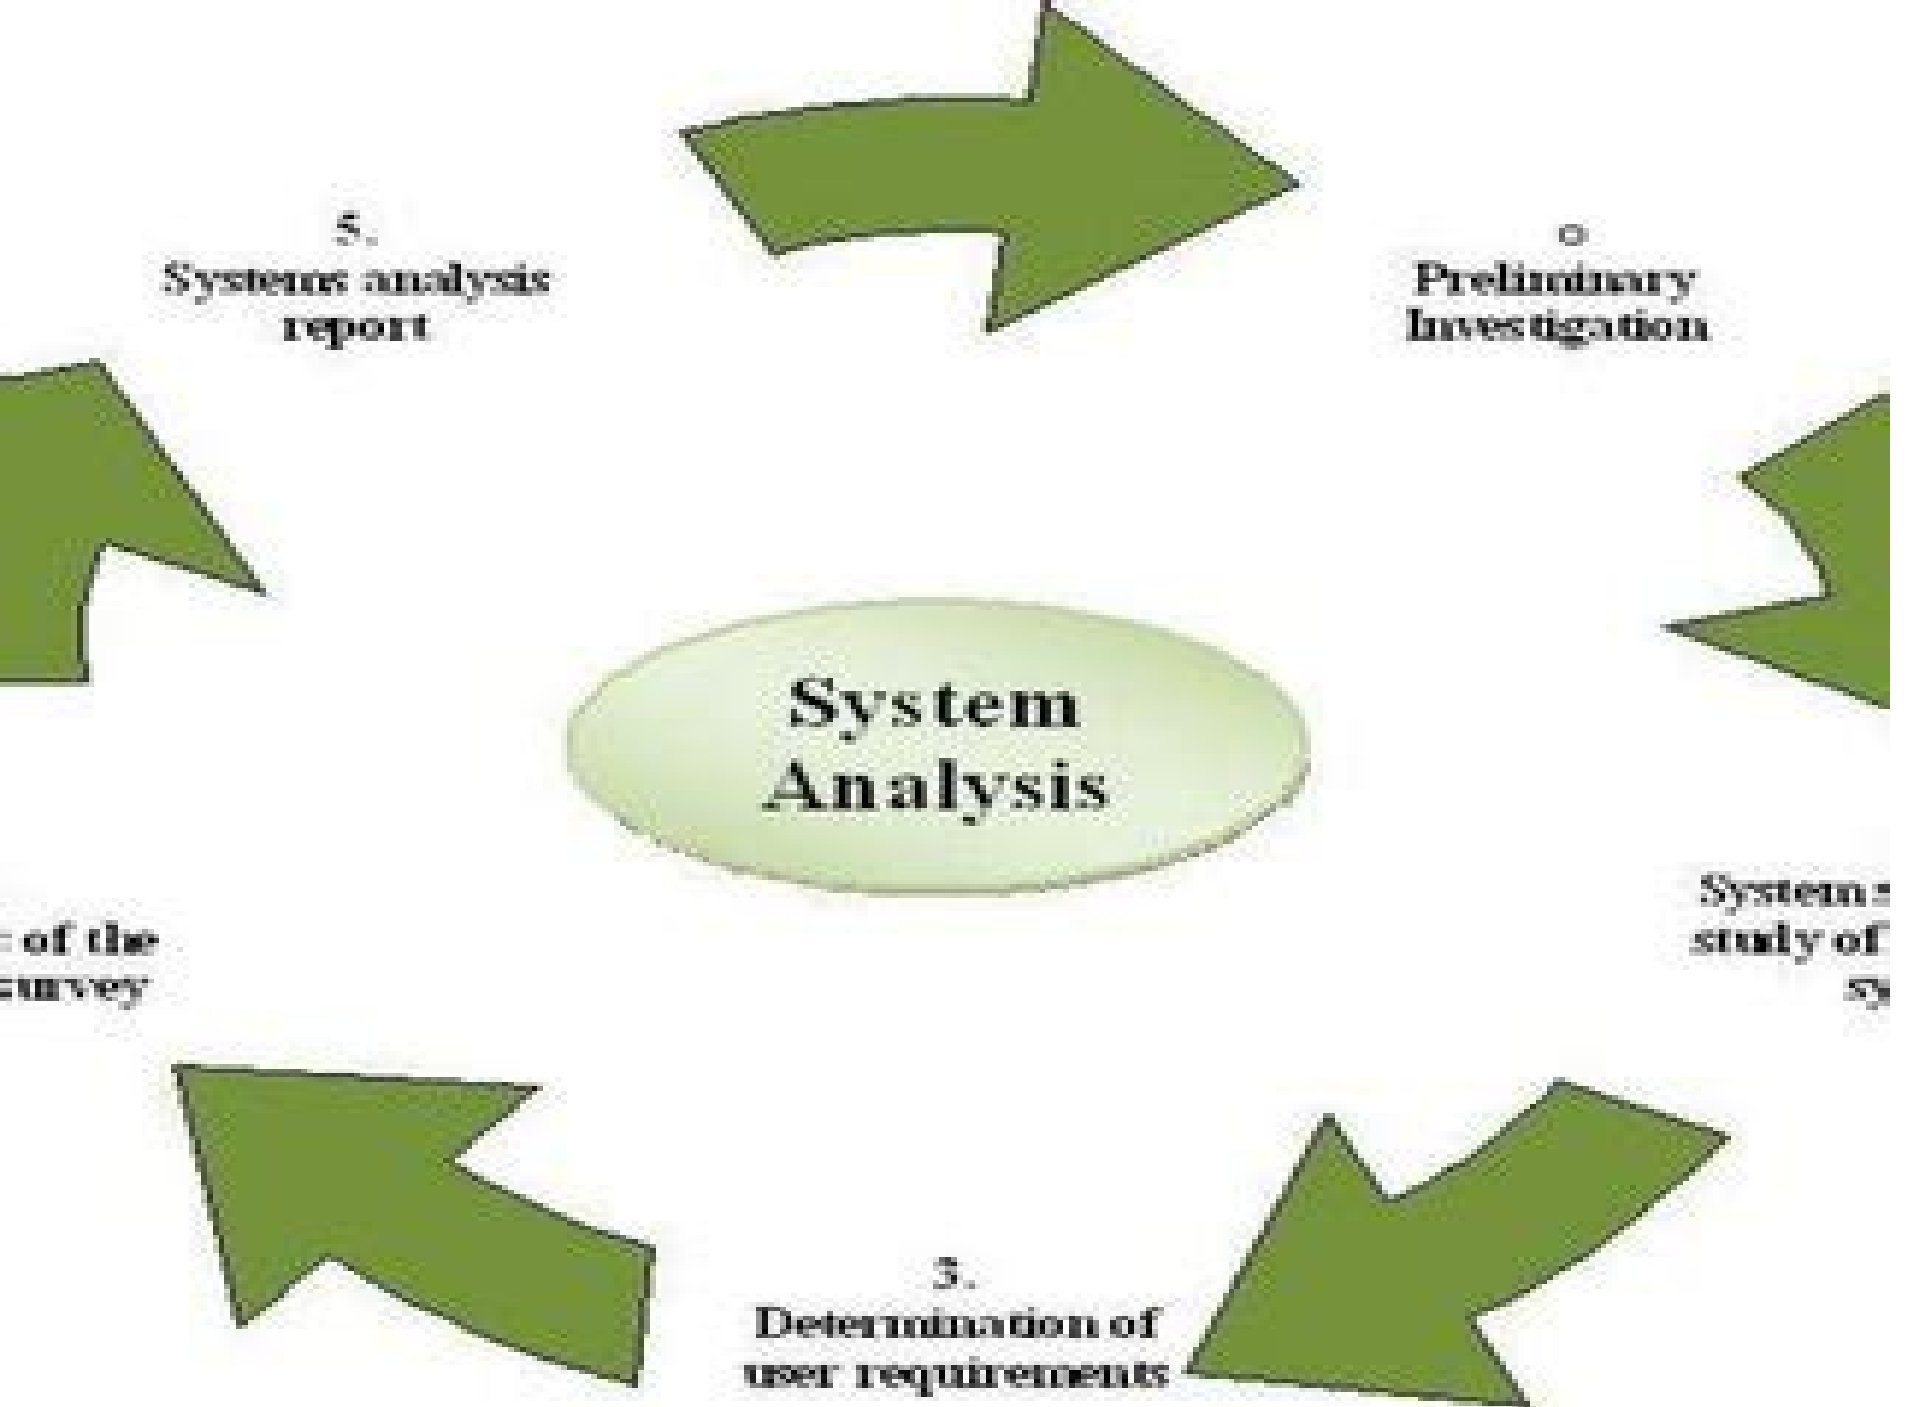 5.
Systems analysis
report
o
Preliminary
Investigation
System
Analysis
System
study of
of the
survey
3.
Determination of
user requirements